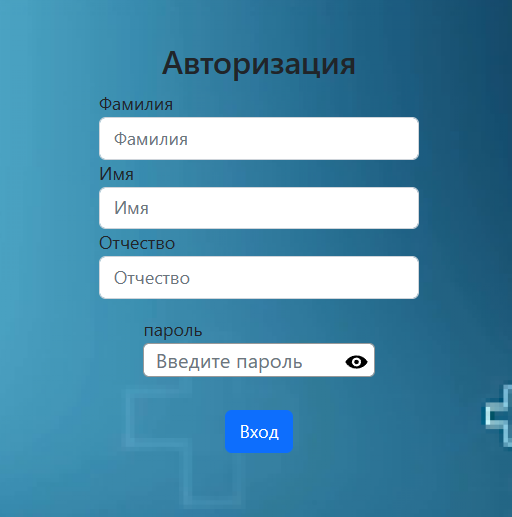 Авторизация
Фамилия
Фамилия
Имя
Имя
Отчество
Отчество
пароль
Введите пароль
Вход